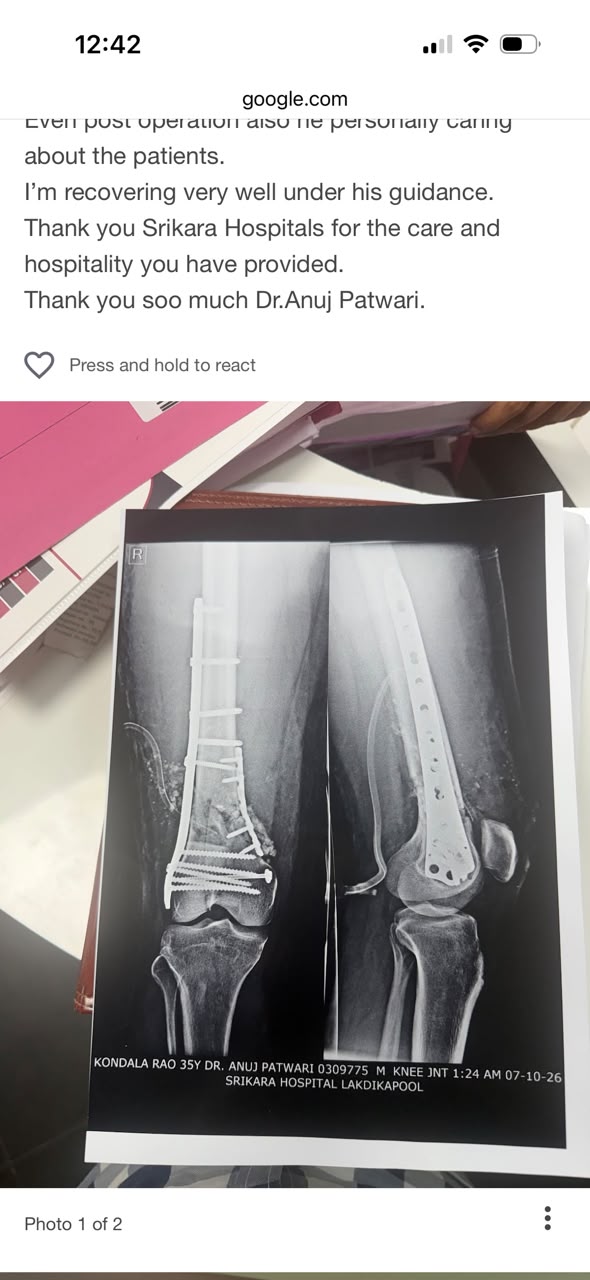 12:42
google.com
Even post operation also he personally caring
about the patients.
I'm recovering very well under his guidance.
Thank you Srikara Hospitals for the care and
hospitality you have provided.
Thank you soo much Dr.Anuj Patwari.
Press and hold to react
R
KONDALA RAO 35Y DR. ANUJ PATWARI 0309775 M KNEE JNT 1:24 AM 07-10-26
SRIKARA HOSPITAL LAKDIKAPOOL
Photo 1 of 2